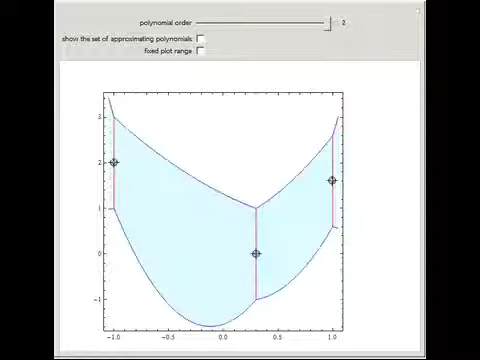 polynomial order 2
show the set of approximating polynomials
fixed plot range
3
2
1
0
-1
-1.0 -0.5 0.0 0.5 1.0